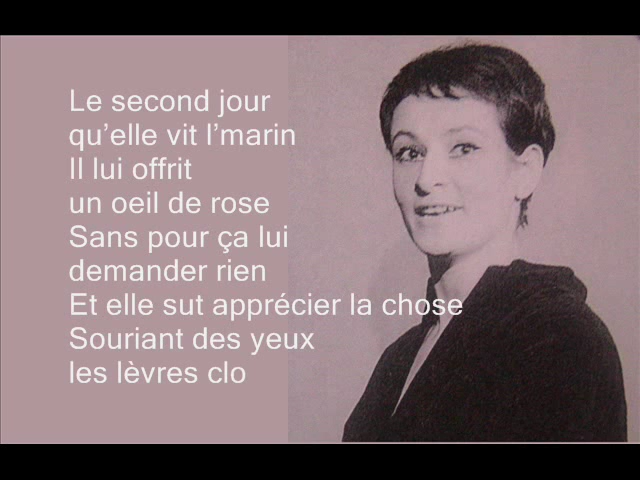 Le second jour
qu’elle vit l’marin
Il lui offrit
un oeil de rose
Sans pour ça lui
demander rien
Et elle sut apprécier la chose
Souriant des yeux
les lèvres clo